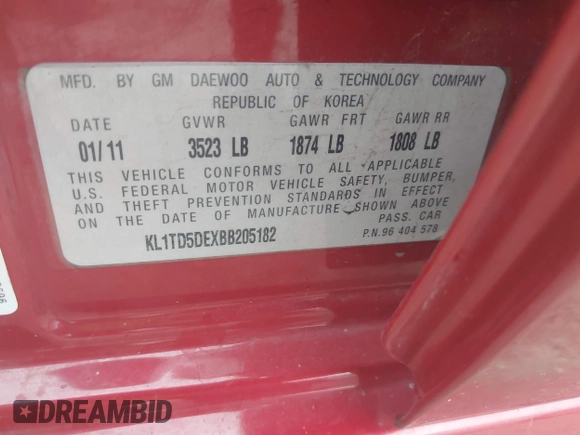 MFD. BY GM DAEWOO AUTO & TECHNOLOGY COMPANY
REPUBLIC OF KOREA
DATE GVWR GAWR FRT GAWR RR
01/11 3523 LB 1874 LB 1808 LB
THIS VEHICLE CONFORMS TO ALL APPLICABLE
U.S. FEDERAL MOTOR VEHICLE SAFETY, BUMPER,
AND THEFT PREVENTION STANDARDS IN EFFECT
ON THE DATE OF MANUFACTURE SHOWN ABOVE
PASS. CAR
KL1TD5DEXBB205182
P.N.96 404 578
DREAMBID